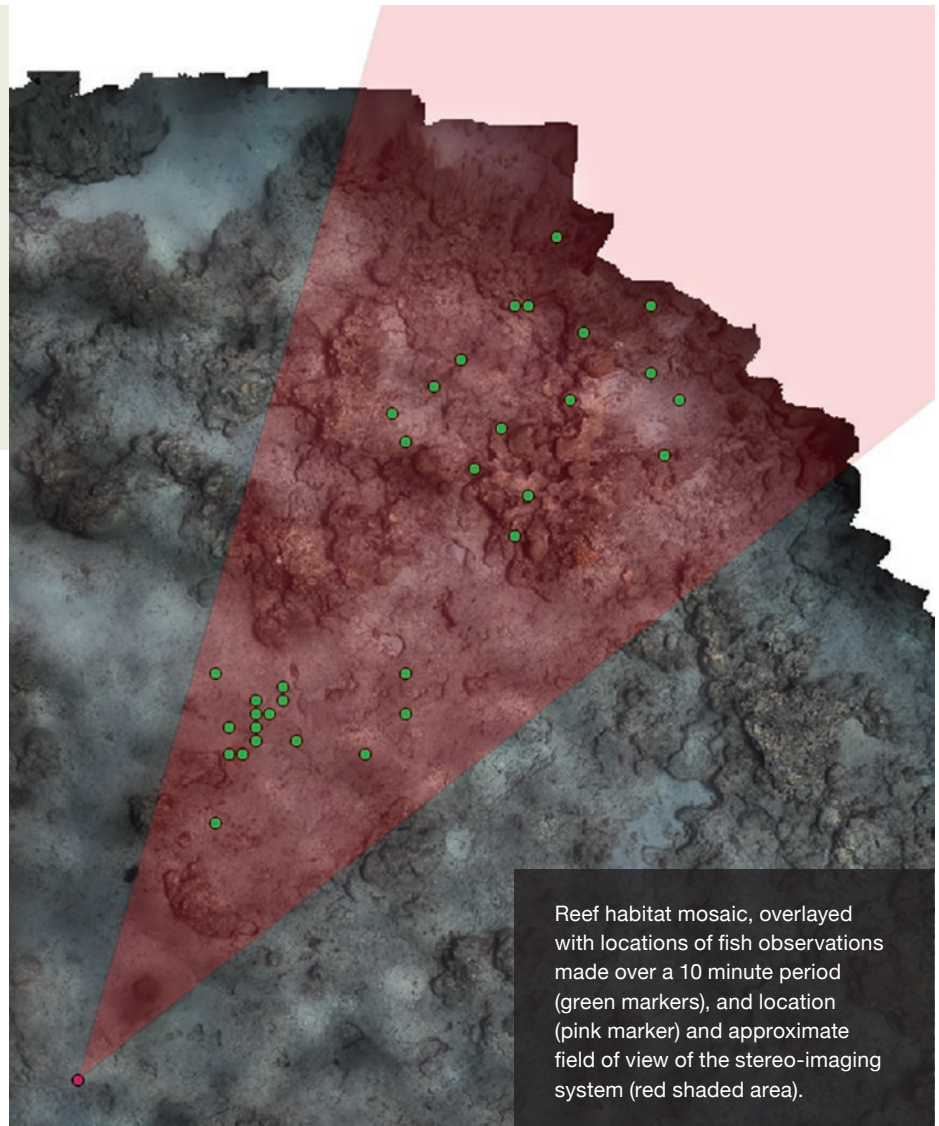 Reef habitat mosaic, overlayed
with locations of fish observations
made over a 10 minute period
(green markers), and location
(pink marker) and approximate
field of view of the stereo-imaging
system (red shaded area).